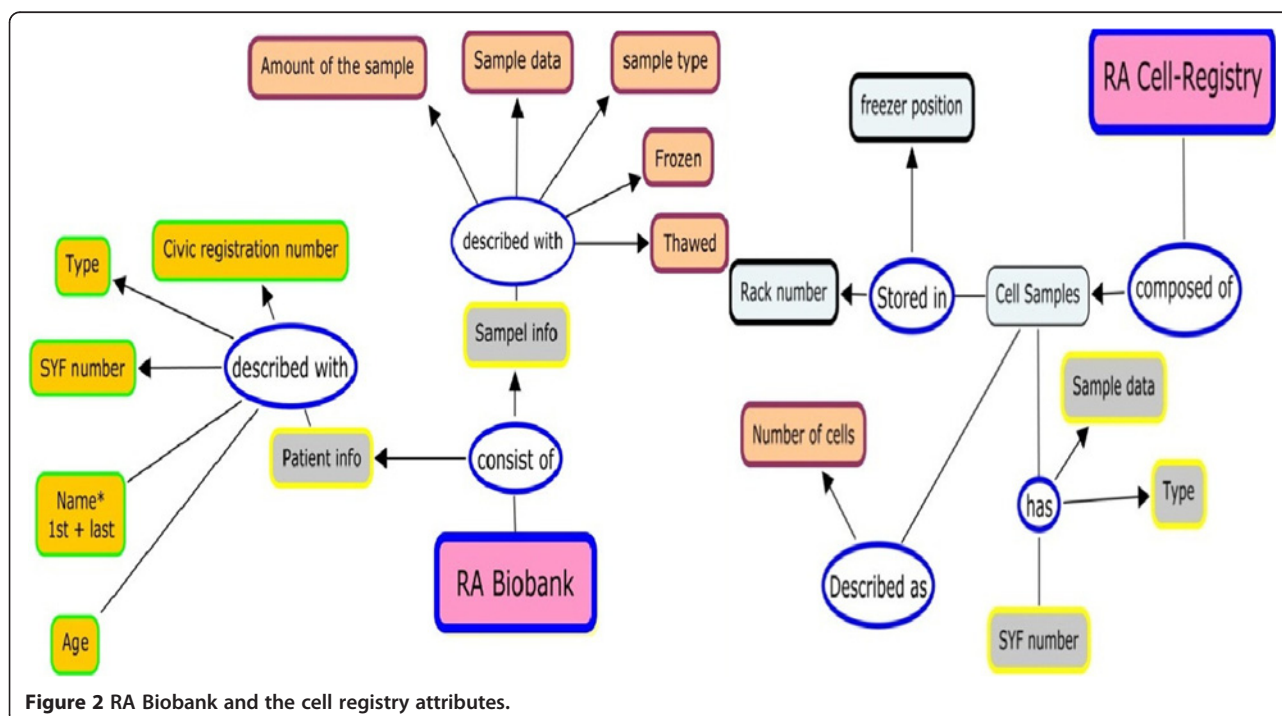 Amount of the sample
Sample data
sample type
RA Cell-Registry
freezer position
Frozen
described with
Thawed
Civic registration number
Type
Rack number
Stored in
Cell Samples
composed of
Sampel info
SYF number
described with
Sample data
Number of cells
Patient info
consist of
Type
has
Name*
1st + last
RA Biobank
Described as
Age
SYF number
Figure 2 RA Biobank and the cell registry attributes.